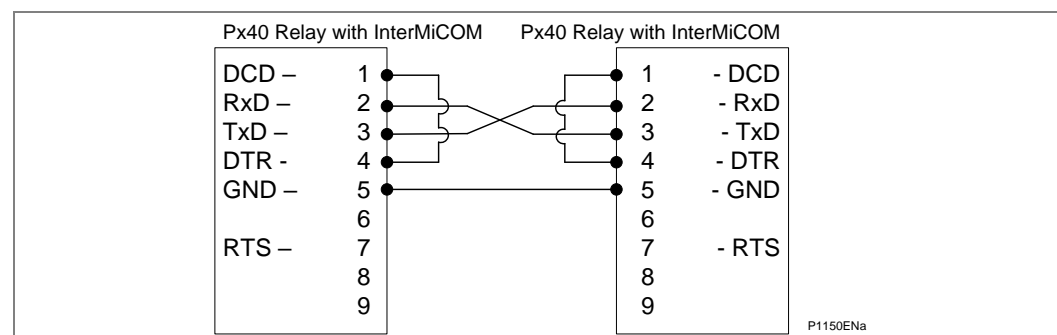 Px40 Relay with InterMiCOM Px40 Relay with InterMiCOM
DCD – 1 1 - DCD
RxD – 2 2 - RxD
TxD – 3 3 - TxD
DTR - 4 4 - DTR
GND – 5 5 - GND
6 6
RTS – 7 7 - RTS
8 8
9 9
P1150ENa